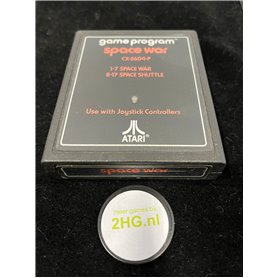 game program
space war
CX-2604-P
1-7 SPACE WAR
8-17 SPACE SHUTTLE
Use with Joystick Controllers
ATARI
space war
meer games bij
2HG.nl